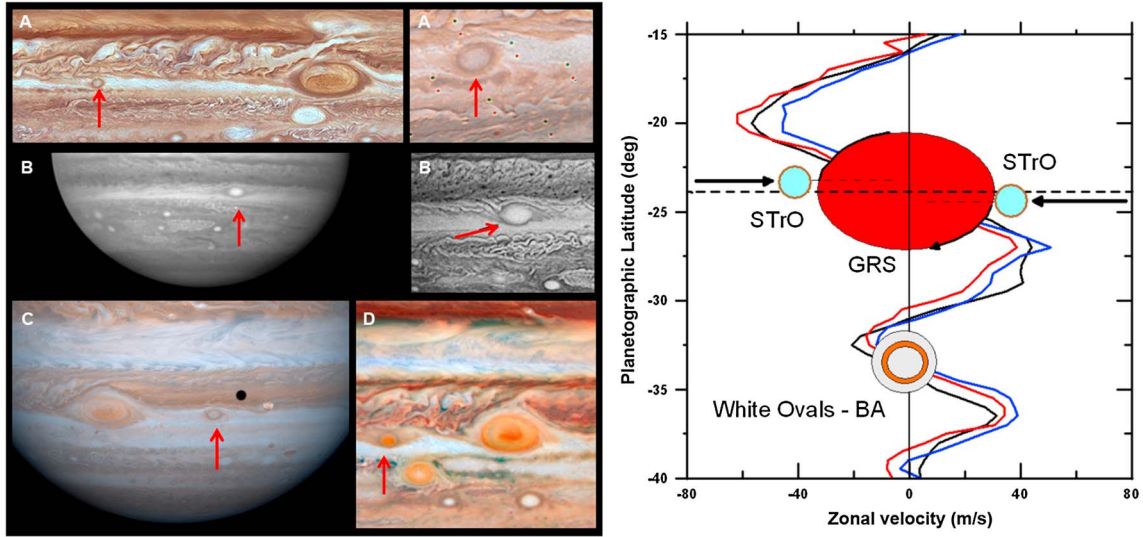 A
A
B
B
C
D
-15
-20
-25
-30
-35
-40
Planetographic Latitude (deg)
STrO
STrO
GRS
White Ovals - BA
-80
-40
0
40
80
Zonal velocity (m/s)